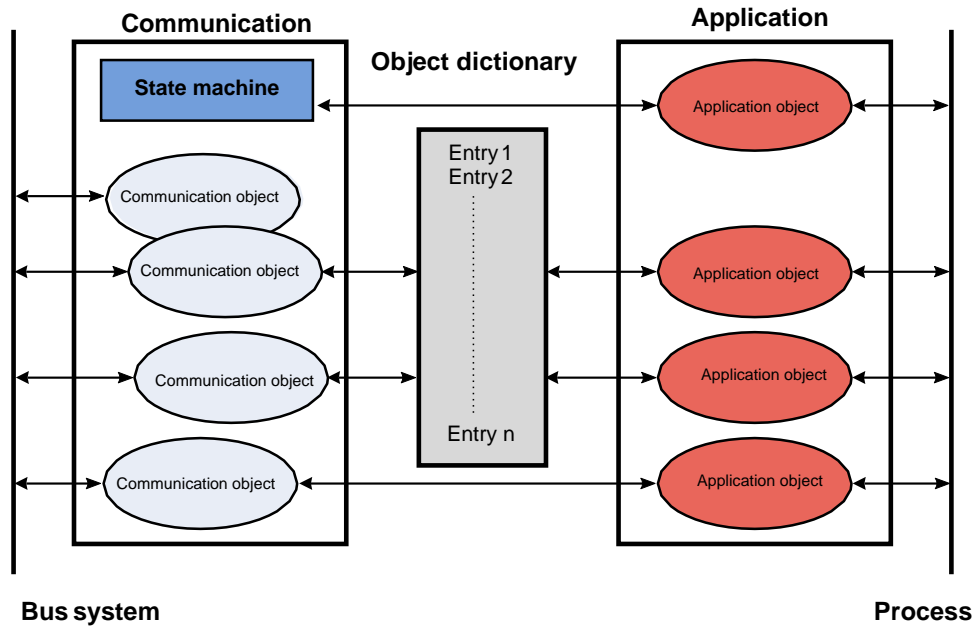 Communication
Application
Object dictionary
State machine
Application object
Entry 1
Entry 2
Communication object
Communication object
Application object
Communication object
Application object
Entry n
Communication object
Application object
Bus system
Process